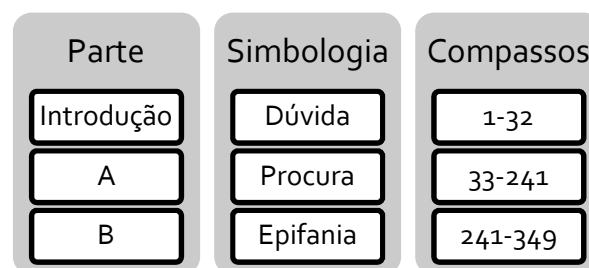 Parte Simbologia Compassos
Introdução Dúvida 1-32
A Procura 33-241
B Epifania 241-349